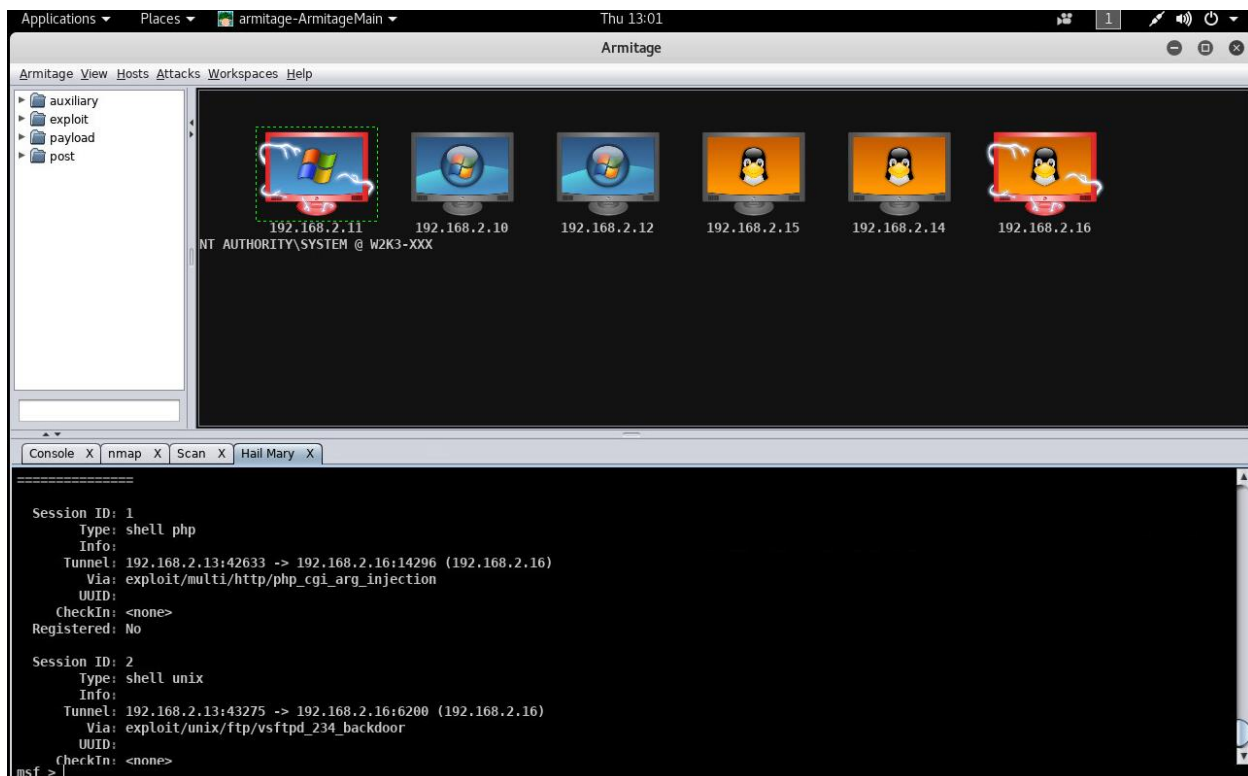 Applications Places armitage-ArmitageMain Thu 13:01 1
Armitage
Armitage View Hosts Attacks Workspaces Help
auxiliary
exploit
payload
post
192.168.2.11 192.168.2.10 192.168.2.12 192.168.2.15 192.168.2.14 192.168.2.16
NT AUTHORITY\SYSTEM @ W2K3-XXX
Console X nmap X Scan X Hail Mary X
===============
Session ID: 1
Type: shell php
Info:
Tunnel: 192.168.2.13:42633 -> 192.168.2.16:14296 (192.168.2.16)
Via: exploit/multi/http/php_cgi_arg_injection
UUID:
CheckIn: <none>
Registered: No
Session ID: 2
Type: shell unix
Info:
Tunnel: 192.168.2.13:43275 -> 192.168.2.16:6200 (192.168.2.16)
Via: exploit/unix/ftp/vsftpd_234_backdoor
UUID:
CheckIn: <none>
msf >